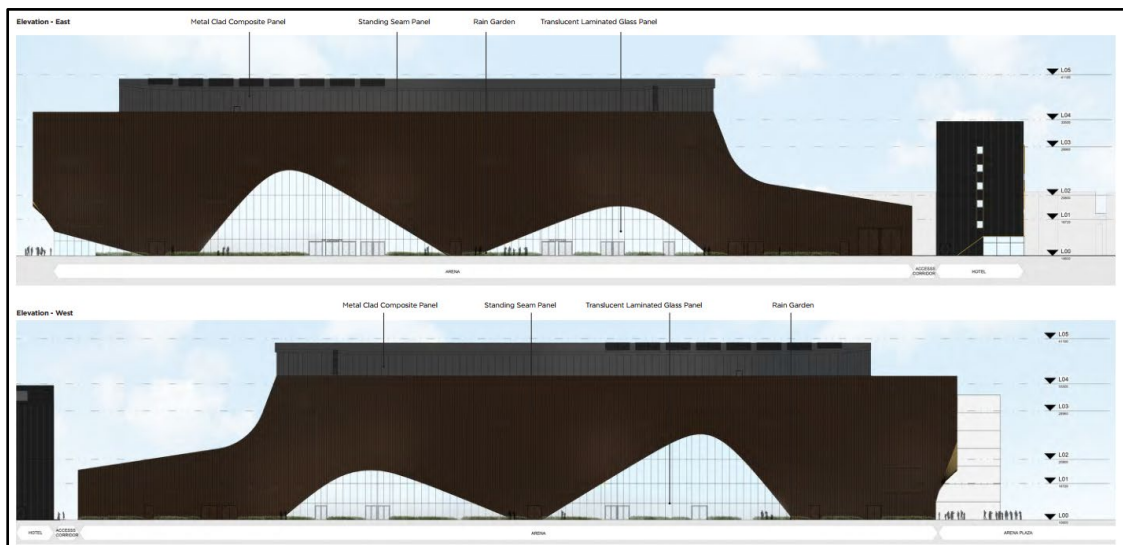 Elevation - East
Metal Clad Composite Panel
Standing Seam Panel
Rain Garden
Translucent Laminated Glass Panel
L05
L04
L03
L02
L01
L00
ARENA
ACCESSS
CORRIDOR
HOTEL
Elevation - West
Metal Clad Composite Panel
Standing Seam Panel
Translucent Laminated Glass Panel
Rain Garden
L05
L04
L03
L02
L01
L00
HOTEL
ACCESSS
CORRIDOR
ARENA
ARENA PLAZA